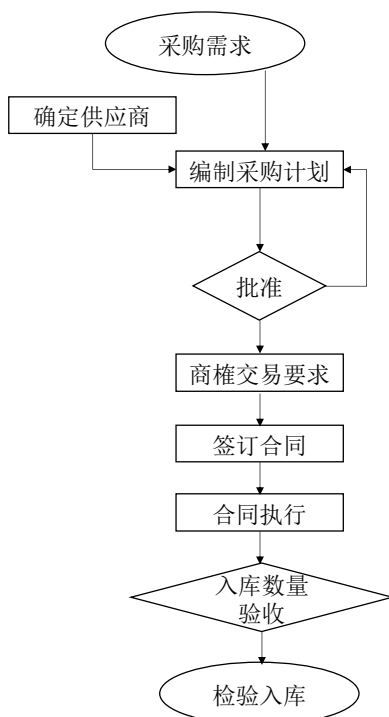 采购需求
确定供应商
编制采购计划
批准
商榷交易要求
签订合同
合同执行
入库数量
验收
检验入库